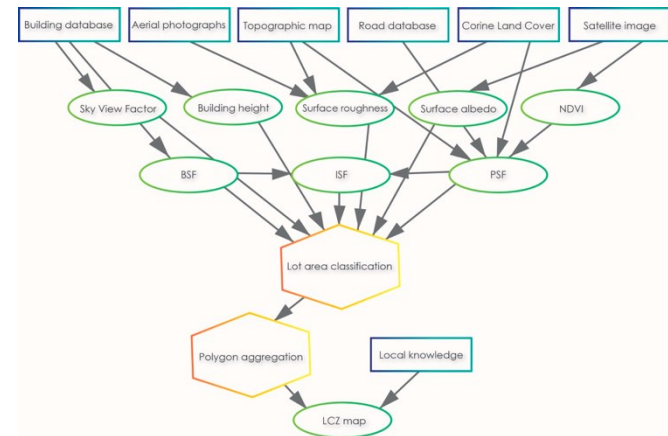 Building database
Aerial photographs
Topographic map
Road database
Corine Land Cover
Satellite image
Sky View Factor
Building height
Surface roughness
Surface albedo
NDVI
BSF
ISF
PSF
Lot area classification
Polygon aggregation
Local knowledge
LCZ map